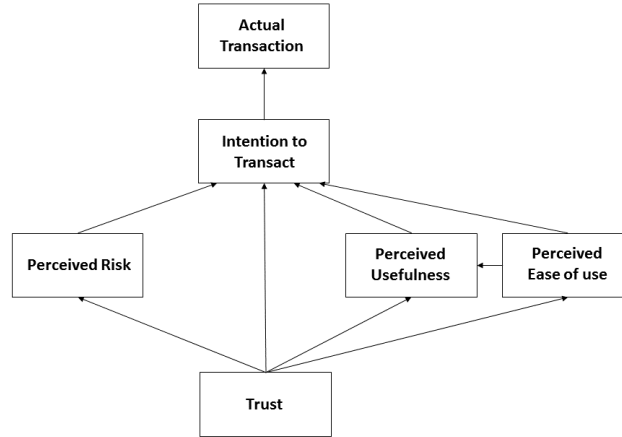 Actual
Transaction
Intention to
Transact
Perceived Risk
Perceived
Usefulness
Perceived
Ease of use
Trust